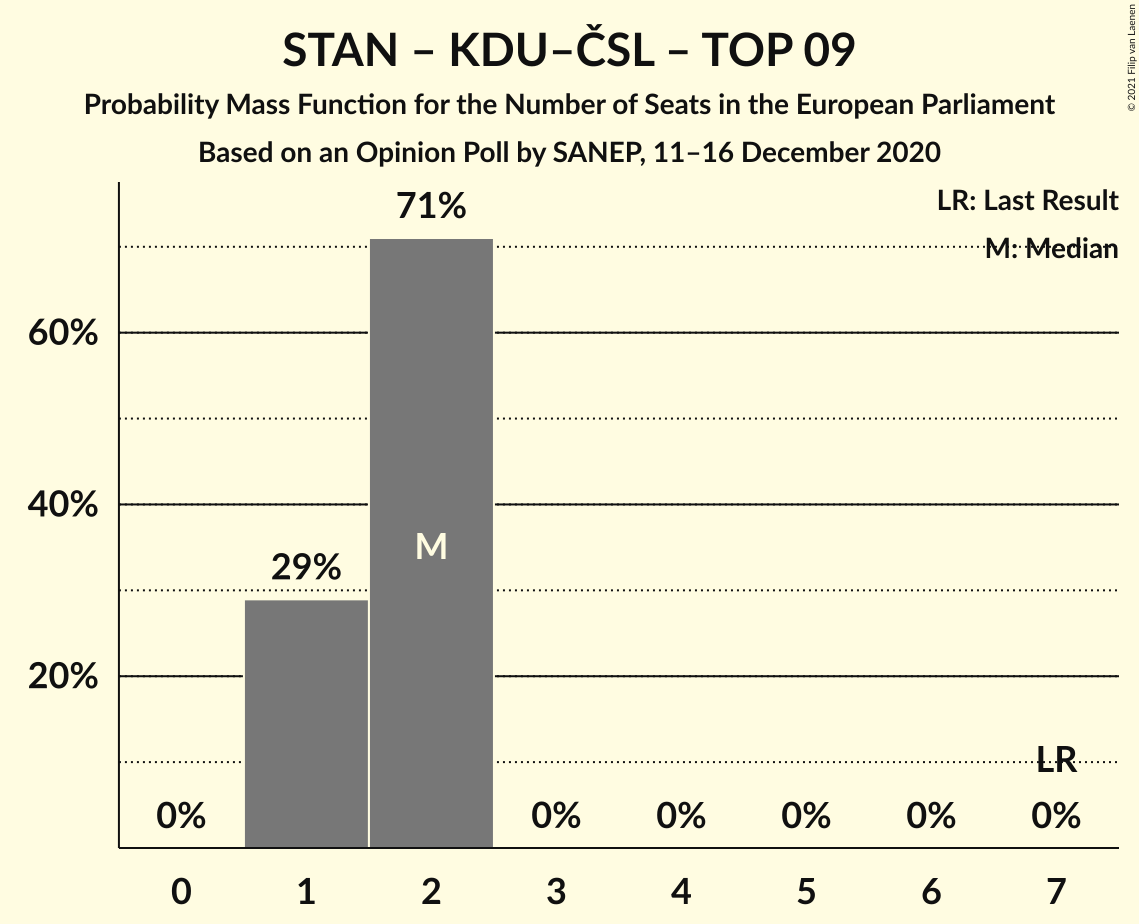 STAN – KDU–ČSL – TOP 09
Probability Mass Function for the Number of Seats in the European Parliament
Based on an Opinion Poll by SANEP, 11–16 December 2020
© 2021 Filip van Laenen
LR: Last Result
M: Median
71%
60%
40%
M
29%
20%
LR
0% 0% 0% 0% 0% 0%
0 1 2 3 4 5 6 7